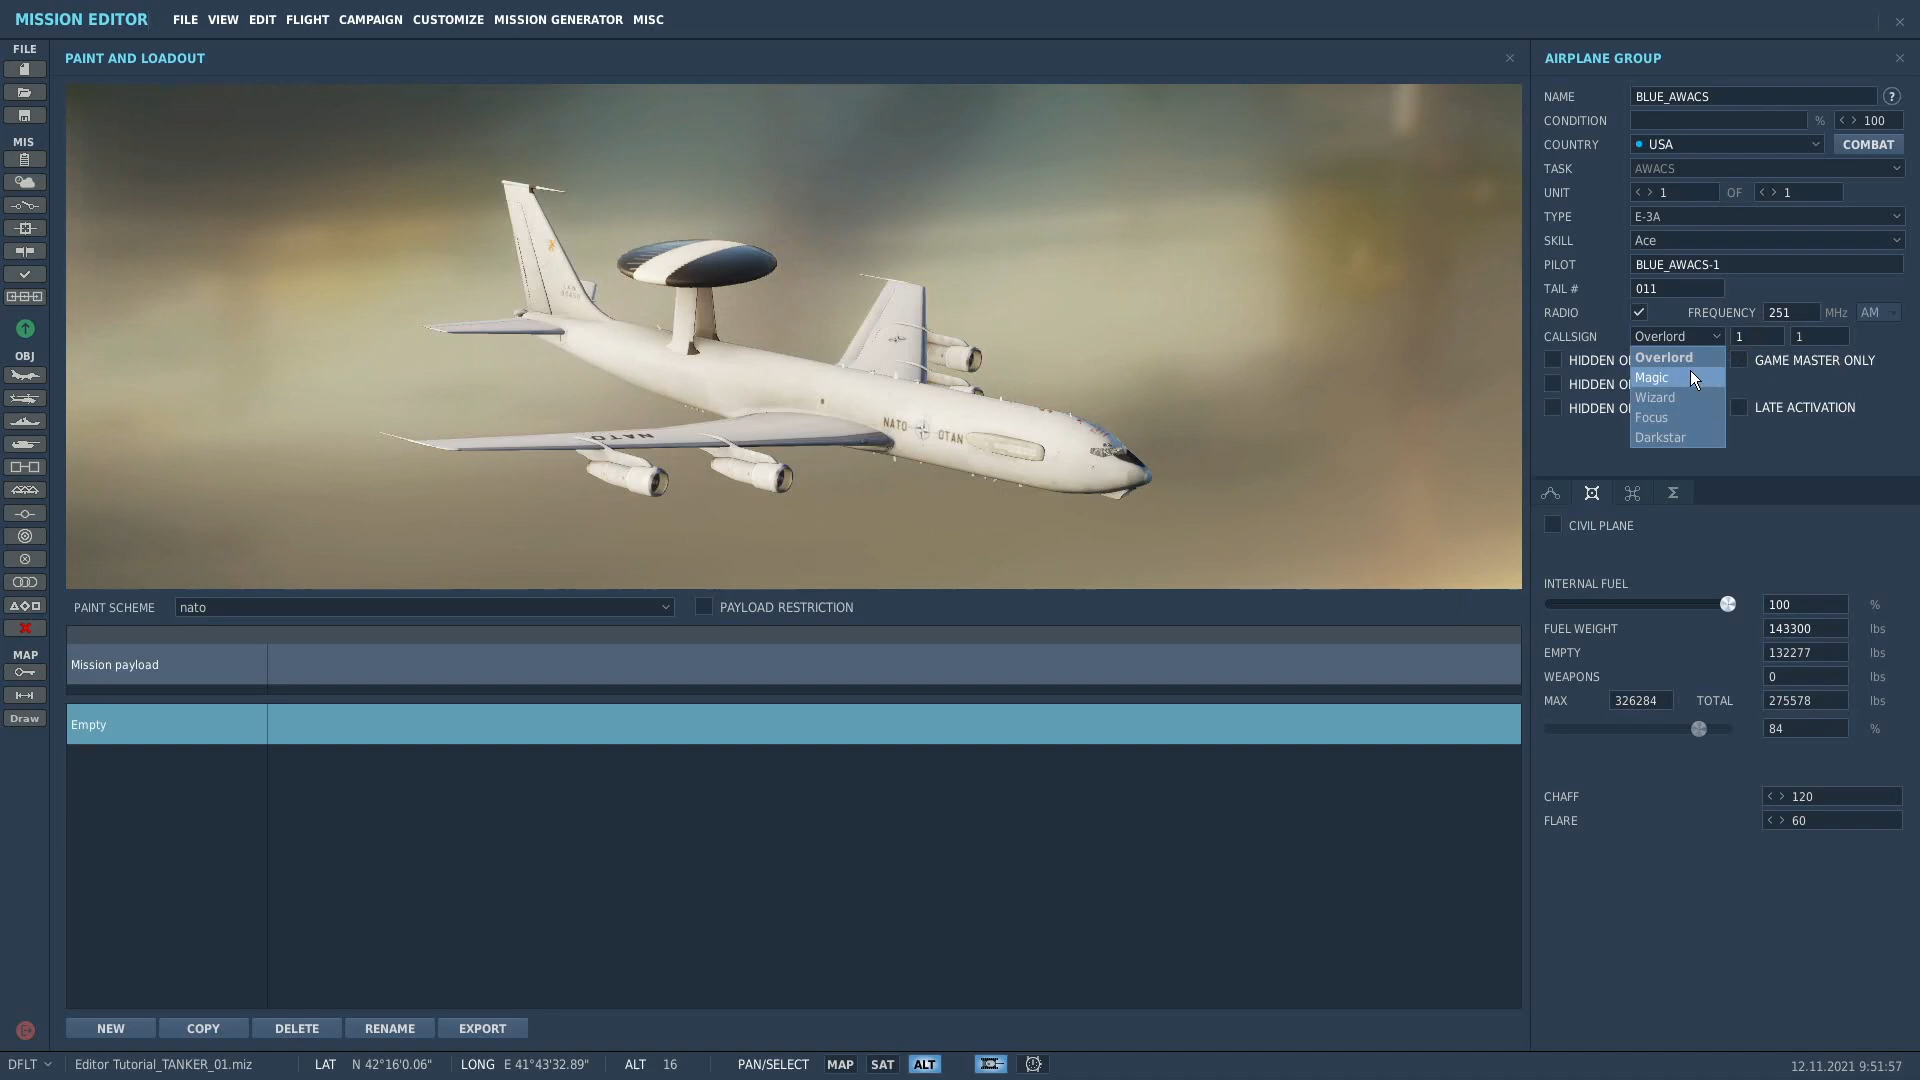 MISSION EDITOR FILE VIEW EDIT FLIGHT CAMPAIGN CUSTOMIZE MISSION GENERATOR MISC
FILE
MIS
OBJ
MAP
Draw
PAINT AND LOADOUT
NATO
NATO OTAN
PAINT SCHEME nato PAYLOAD RESTRICTION
Mission payload
Empty
NEW COPY DELETE RENAME EXPORT
AIRPLANE GROUP
NAME BLUE_AWACS ?
CONDITION % < > 100
COUNTRY USA COMBAT
TASK AWACS
UNIT < > 1 OF < > 1
TYPE E-3A
SKILL Ace
PILOT BLUE_AWACS-1
TAIL # 011
RADIO FREQUENCY 251 MHz AM
CALLSIGN Overlord 1 1
Overlord
Magic
Wizard
Focus
Darkstar
HIDDEN O GAME MASTER ONLY
HIDDEN O
HIDDEN O LATE ACTIVATION
CIVIL PLANE
INTERNAL FUEL
100 %
FUEL WEIGHT 143300 lbs
EMPTY 132277 lbs
WEAPONS 0 lbs
MAX 326284 TOTAL 275578 lbs
84 %
CHAFF < > 120
FLARE < > 60
DFLT Editor Tutorial_TANKER_01.miz LAT N 42°16'0.06" LONG E 41°43'32.89" ALT 16 PAN/SELECT MAP SAT ALT 12.11.2021 9:51:57